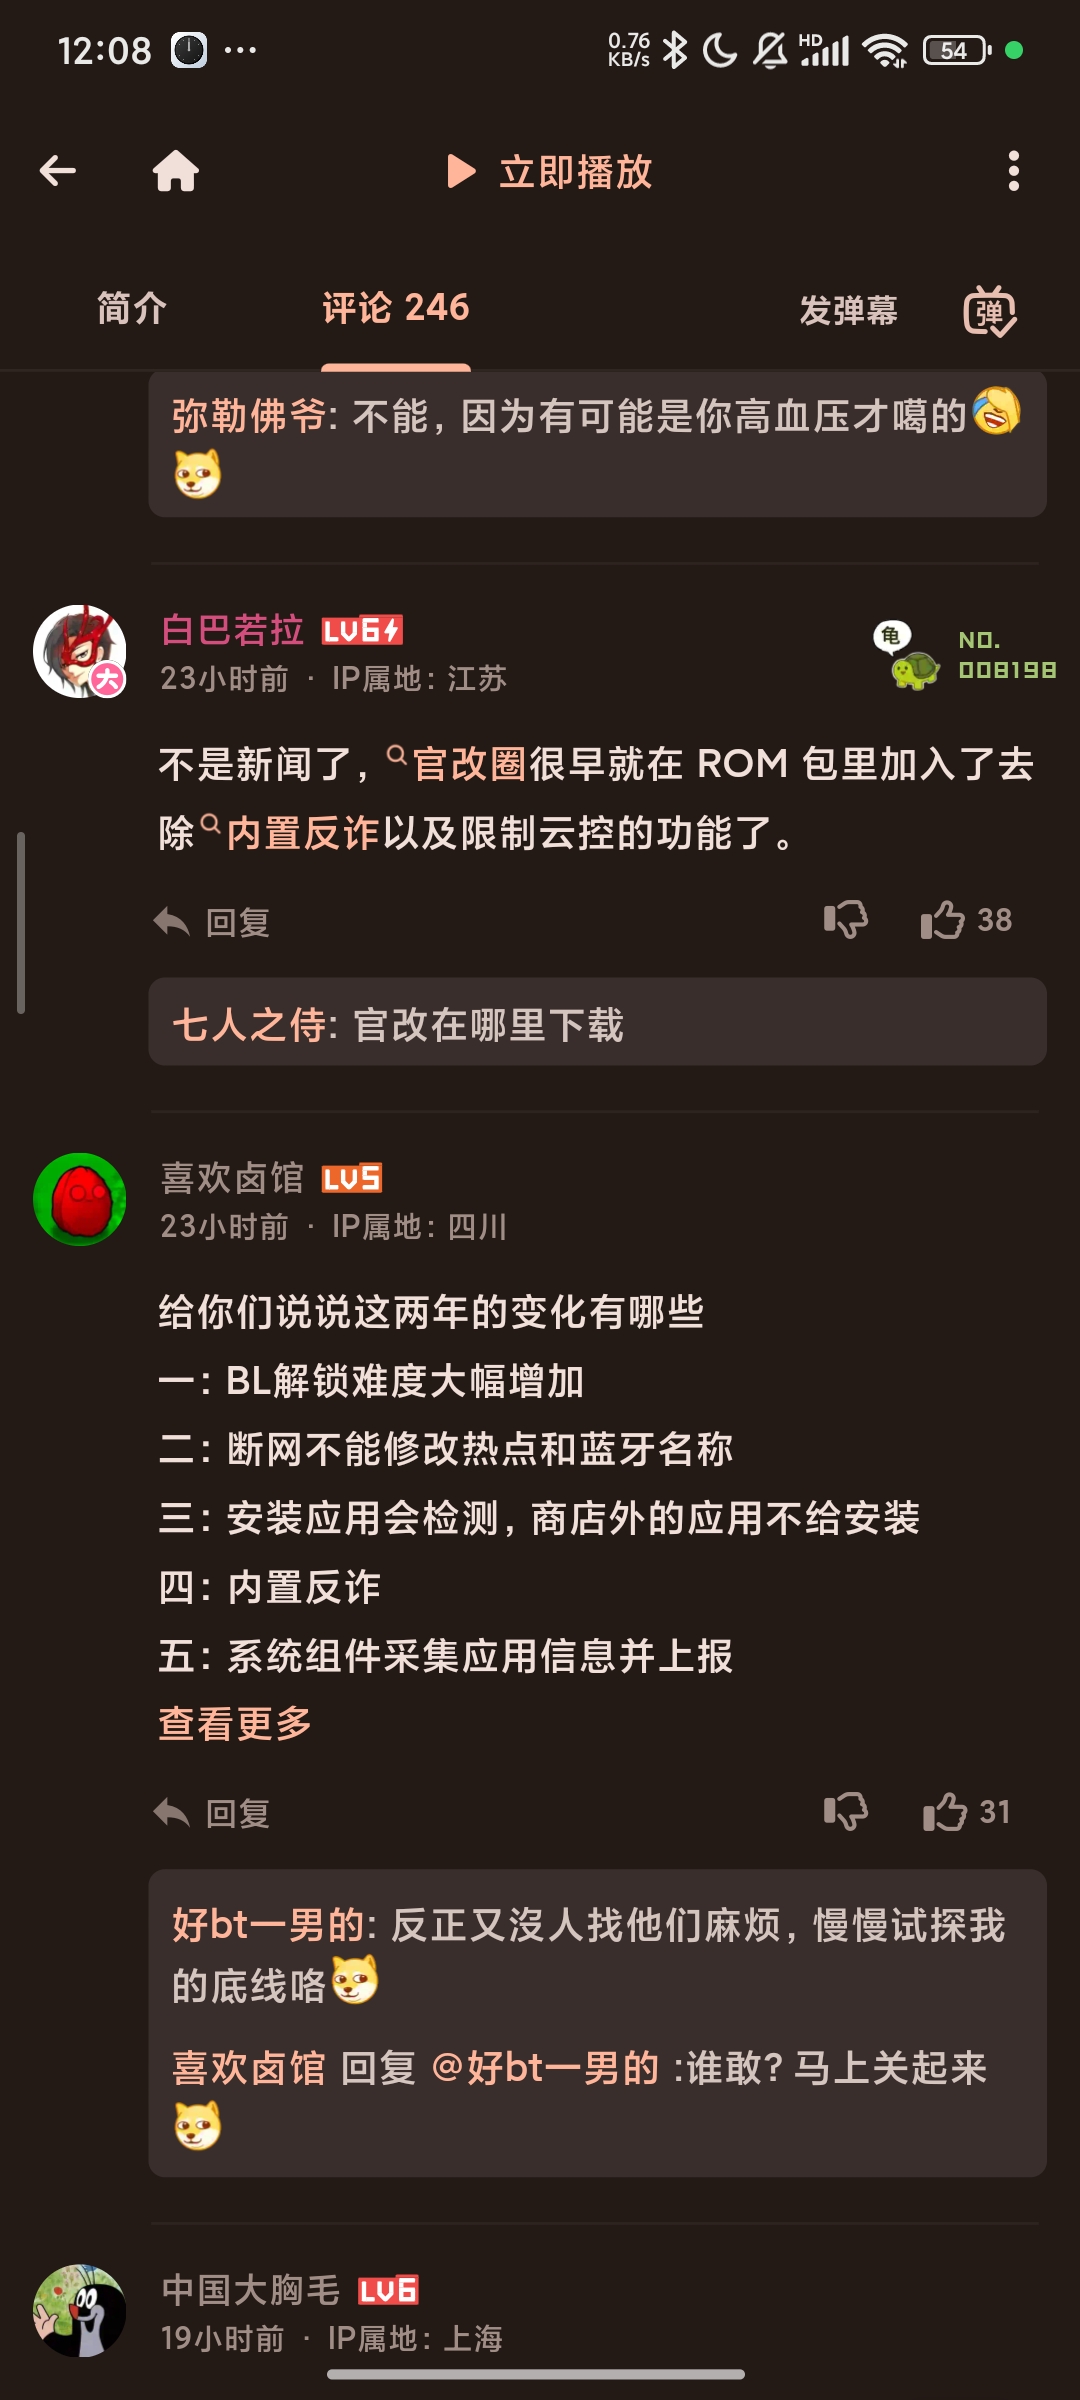 12:08
0.76
KB/s
HD
54
立即播放
简介
评论 246
发弹幕
弹
弥勒佛爷: 不能，因为有可能是你高血压才噶的
白巴若拉 LV6
大
23小时前 · IP属地：江苏
龟
NO.
008198
不是新闻了，官改圈很早就在 ROM 包里加入了去
除内置反诈以及限制云控的功能了。
回复
38
七人之侍: 官改在哪里下载
喜欢卤馆 LV5
23小时前 · IP属地：四川
给你们说说这两年的变化有哪些
一：BL解锁难度大幅增加
二：断网不能修改热点和蓝牙名称
三：安装应用会检测，商店外的应用不给安装
四：内置反诈
五：系统组件采集应用信息并上报
查看更多
回复
31
好bt一男的: 反正又沒人找他们麻烦，慢慢试探我
的底线咯
喜欢卤馆 回复 @好bt一男的 :谁敢？马上关起来
中国大胸毛 LV6
19小时前 · IP属地：上海